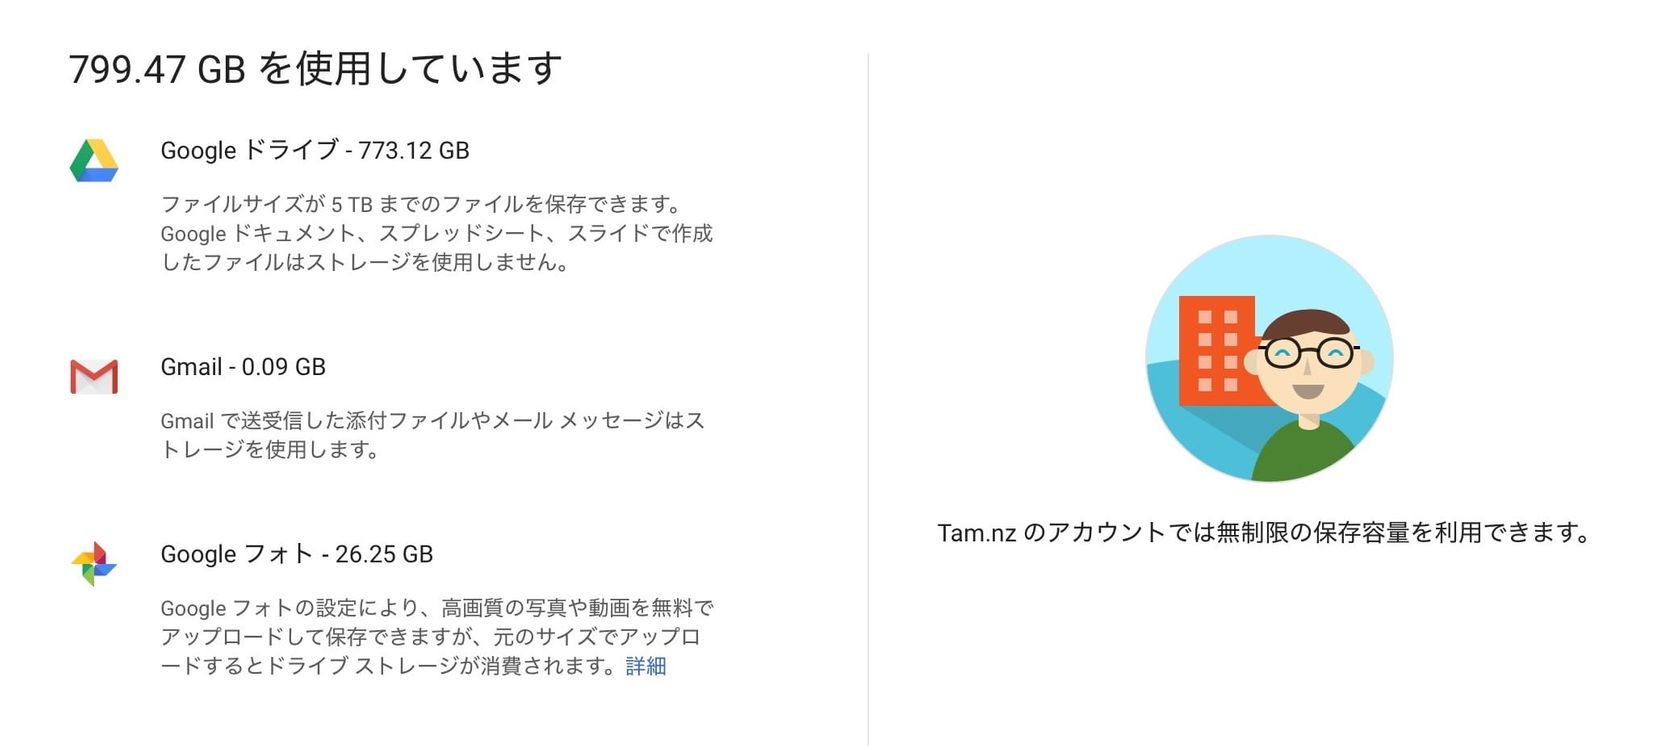 799.47 GB を使用しています
Google ドライブ - 773.12 GB
ファイルサイズが 5 TB までのファイルを保存できます。
Google ドキュメント、スプレッドシート、スライドで作成
したファイルはストレージを使用しません。
Gmail - 0.09 GB
Gmail で送受信した添付ファイルやメール メッセージはス
トレージを使用します。
Google フォト - 26.25 GB
Google フォトの設定により、高画質の写真や動画を無料で
アップロードして保存できますが、元のサイズでアップロ
ードするとドライブ ストレージが消費されます。詳細
Tam.nz のアカウントでは無制限の保存容量を利用できます。